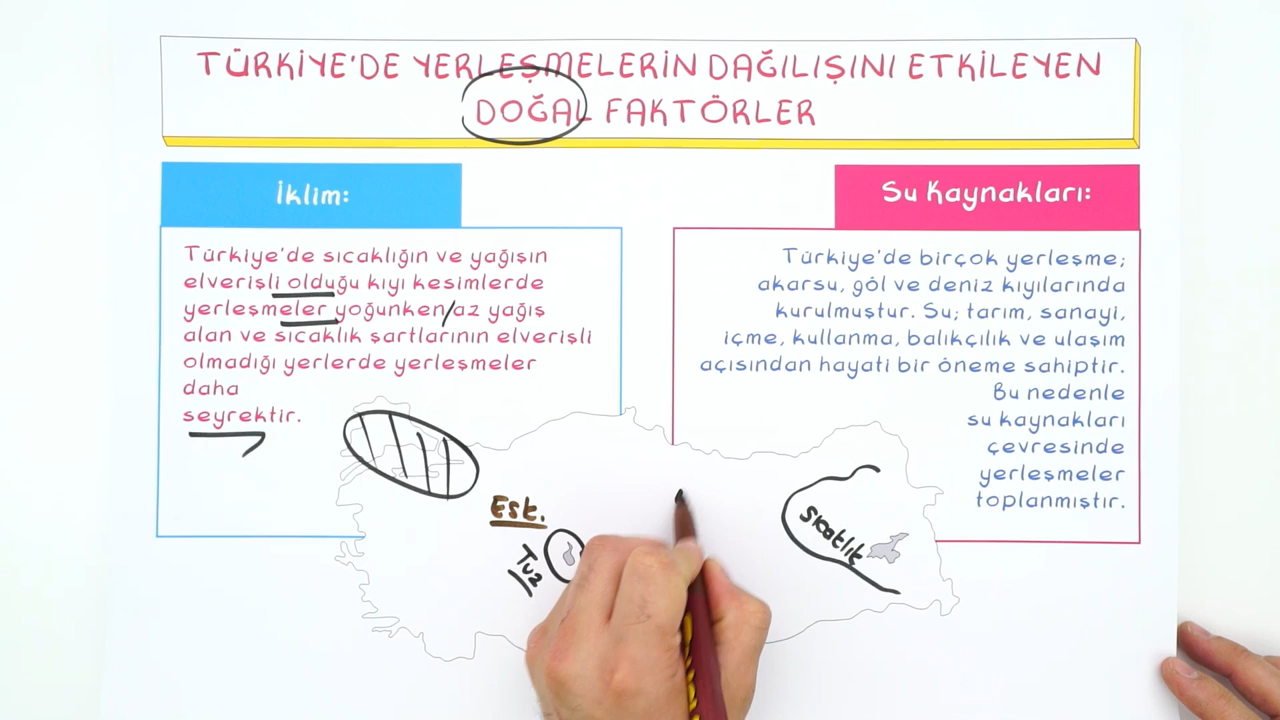 TÜRKİYE'DE YERLEŞMELERİN DAĞILIŞINI ETKİLEYEN
DOĞAL FAKTÖRLER
İklim:
Türkiye'de sıcaklığın ve yağışın
elverişli olduğu kıyı kesimlerde
yerleşmeler yoğunken/az yağış
alan ve sıcaklık şartlarının elverişli
olmadığı yerlerde yerleşmeler
daha
seyrektir.
Su Kaynakları:
Türkiye'de birçok yerleşme;
akarsu, göl ve deniz kıyılarında
kurulmuştur. Su; tarım, sanayi,
içme, kullanma, balıkçılık ve ulaşım
açısından hayati bir öneme sahiptir.
Bu nedenle
su kaynakları
çevresinde
yerleşmeler
toplanmıştır.
Esk.
Tuz
Sıcaklık